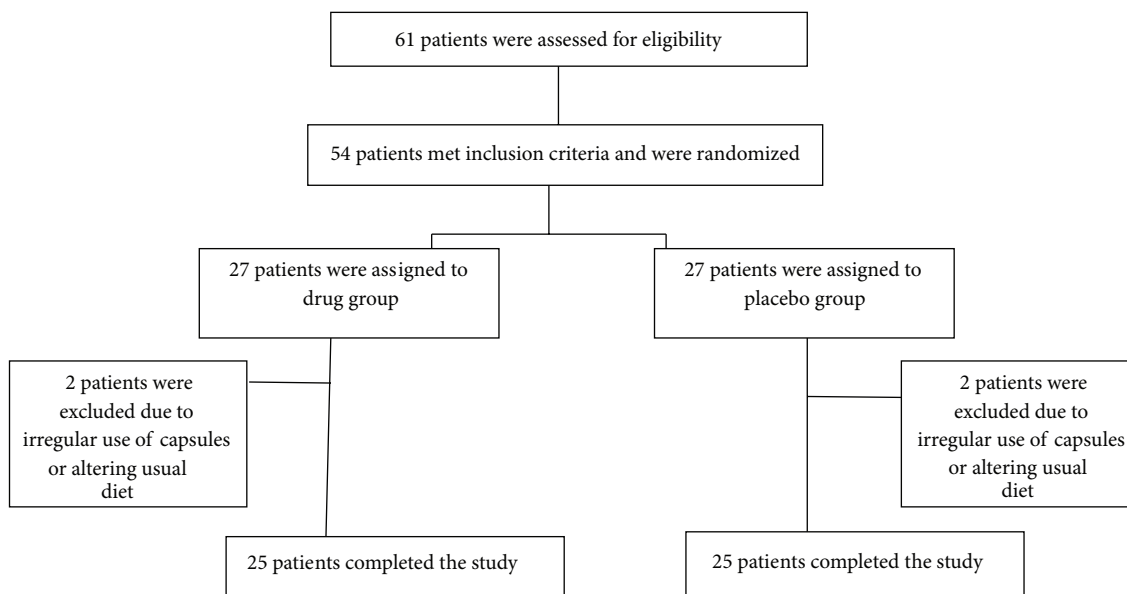 61 patients were assessed for eligibility
54 patients met inclusion criteria and were randomized
27 patients were assigned to
drug group
27 patients were assigned to
placebo group
2 patients were
excluded due to
irregular use of capsules
or altering usual
diet
2 patients were
excluded due to
irregular use of capsules
or altering usual
diet
25 patients completed the study
25 patients completed the study